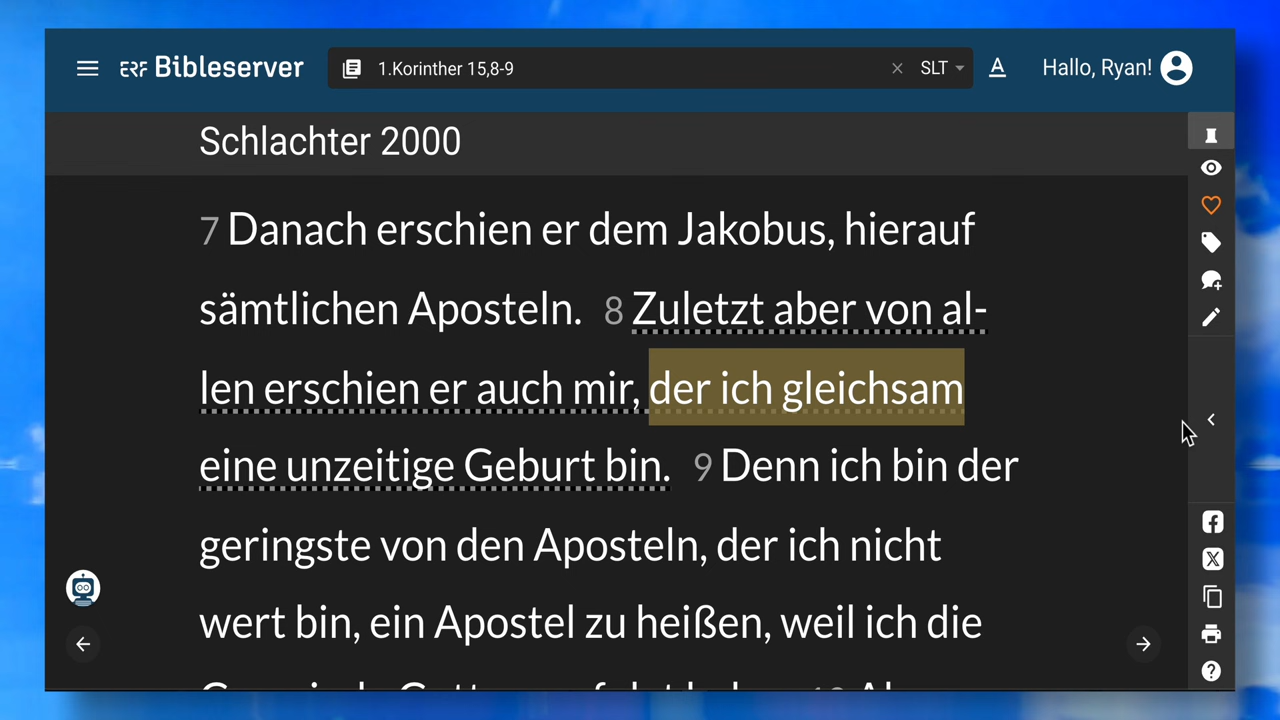 ERF Bibleserver
1.Korinther 15,8-9
SLT
A
Hallo, Ryan!
Schlachter 2000
7 Danach erschien er dem Jakobus, hierauf
sämtlichen Aposteln. 8 Zuletzt aber von al-
len erschien er auch mir, der ich gleichsam
eine unzeitige Geburt bin. 9 Denn ich bin der
geringste von den Aposteln, der ich nicht
wert bin, ein Apostel zu heißen, weil ich die